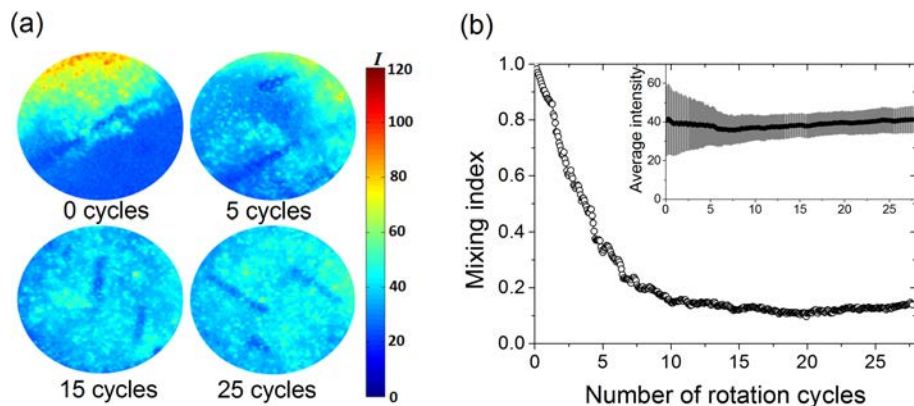 (a)
I
120
100
80
60
40
20
0
0 cycles
5 cycles
15 cycles
25 cycles
(b)
Mixing index
1.0
0.8
0.6
0.4
0.2
0.0
0
5
10
15
20
25
Number of rotation cycles
Average intensity
60
40
20
0
0
5
10
15
20
25